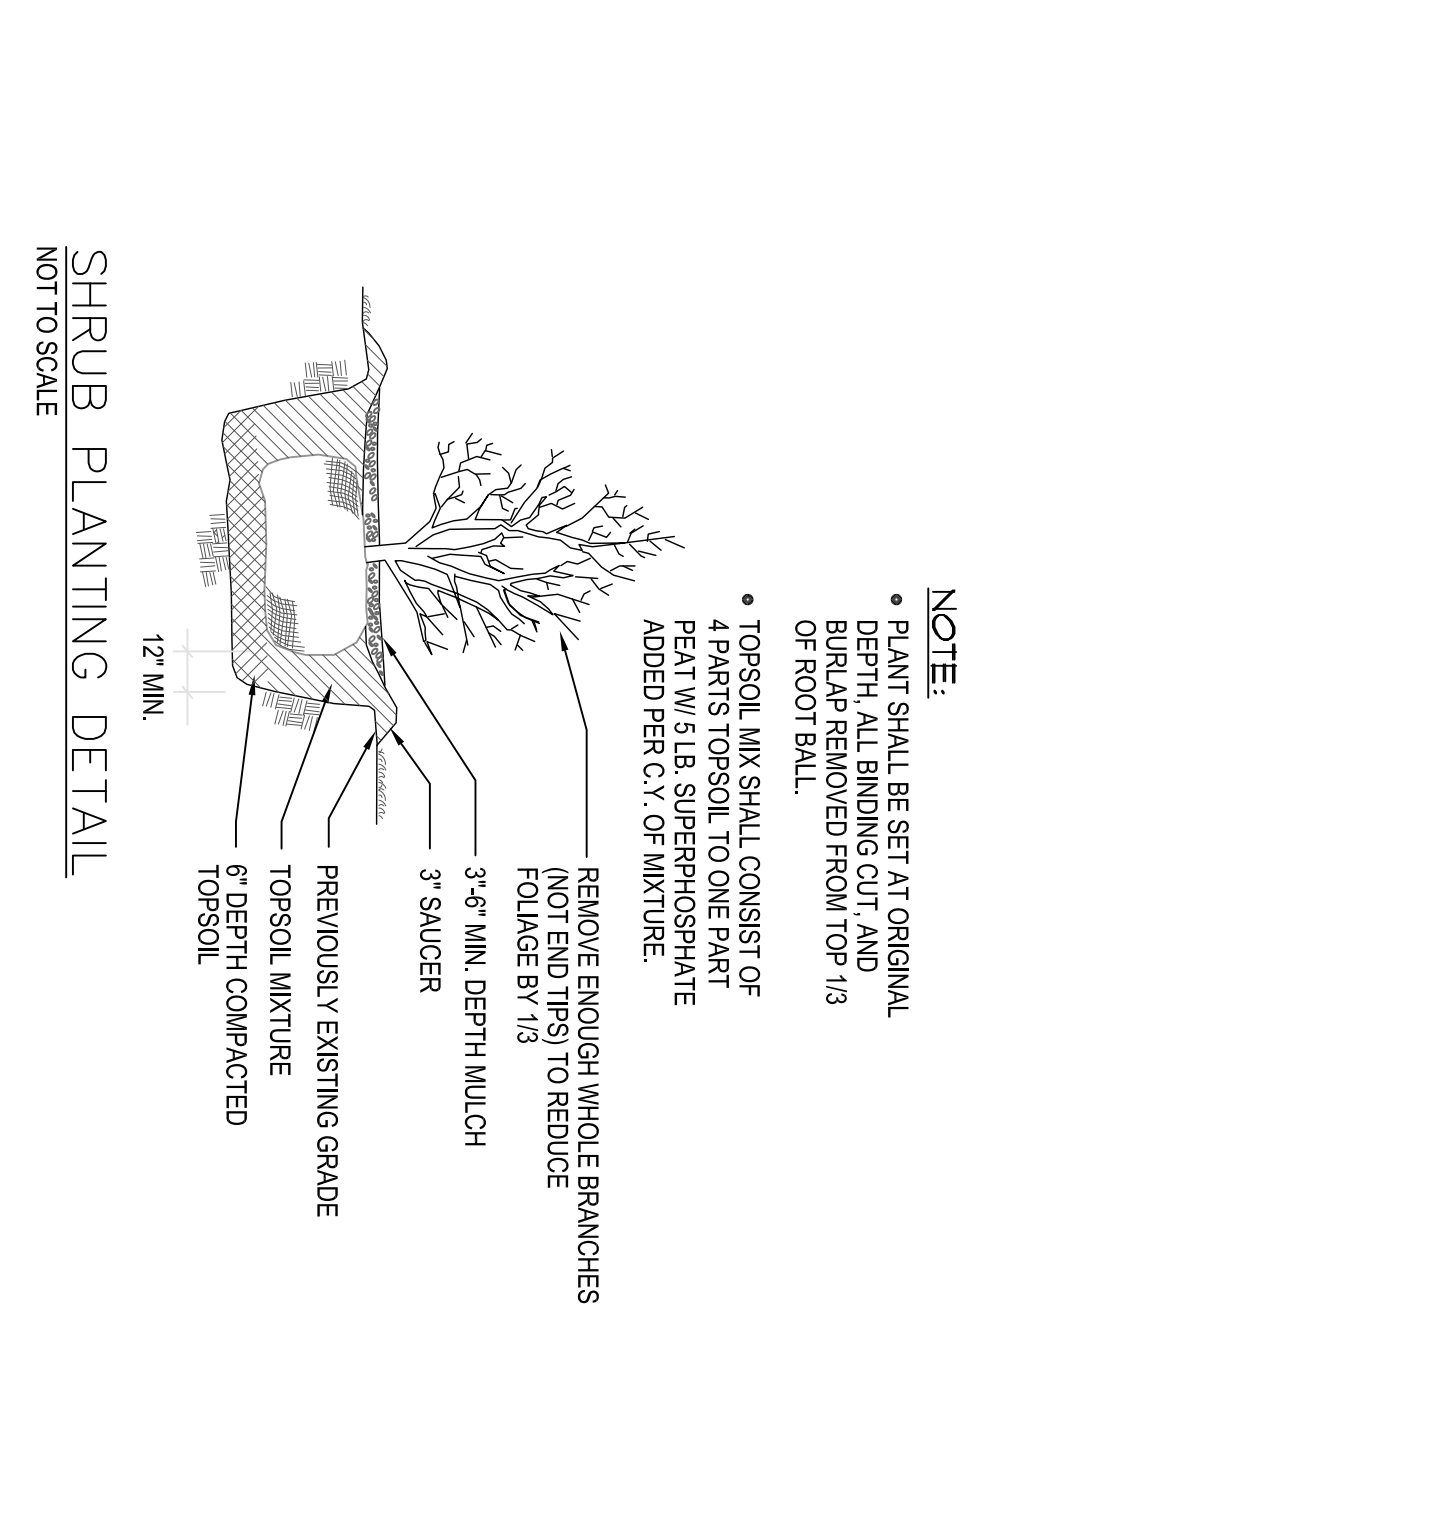 NOTE:
PLANT SHALL BE SET AT ORIGINAL
DEPTH, ALL BINDING CUT, AND
BURLAP REMOVED FROM TOP 1/3
OF ROOT BALL.
TOPSOIL MIX SHALL CONSIST OF
4 PARTS TOPSOIL TO ONE PART
PEAT W/ 5 LB. SUPERPHOSPHATE
ADDED PER C.Y. OF MIXTURE.
REMOVE ENOUGH WHOLE BRANCHES
(NOT END TIPS) TO REDUCE
FOLIAGE BY 1/3
3"-6" MIN. DEPTH MULCH
3" SAUCER
PREVIOUSLY EXISTING GRADE
TOPSOIL MIXTURE
6" DEPTH COMPACTED
TOPSOIL
12" MIN.
SHRUB PLANTING DETAIL
NOT TO SCALE